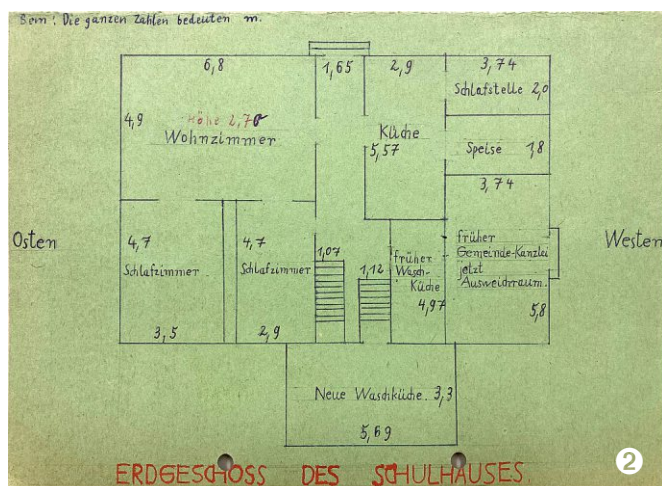 Bem: Die ganzen Zahlen bedeuten m.
6,8
1,65
2,9
3,74
Schlafstelle 2,0
4,9
Höhe 2,70
Wohnzimmer
Küche
5,57
Speise 1,8
3,74
Osten
Westen
4,7
Schlafzimmer
4,7
Schlafzimmer
1,07
1,12
früher
Wasch-
Küche
4,97
früher
Gemeinde-Kanzlei
jetzt
Ausweichraum.
5,8
3,5
2,9
Neue Waschküche. 3,3
5,69
ERDGESCHOSS DES SCHULHAUSES.
2